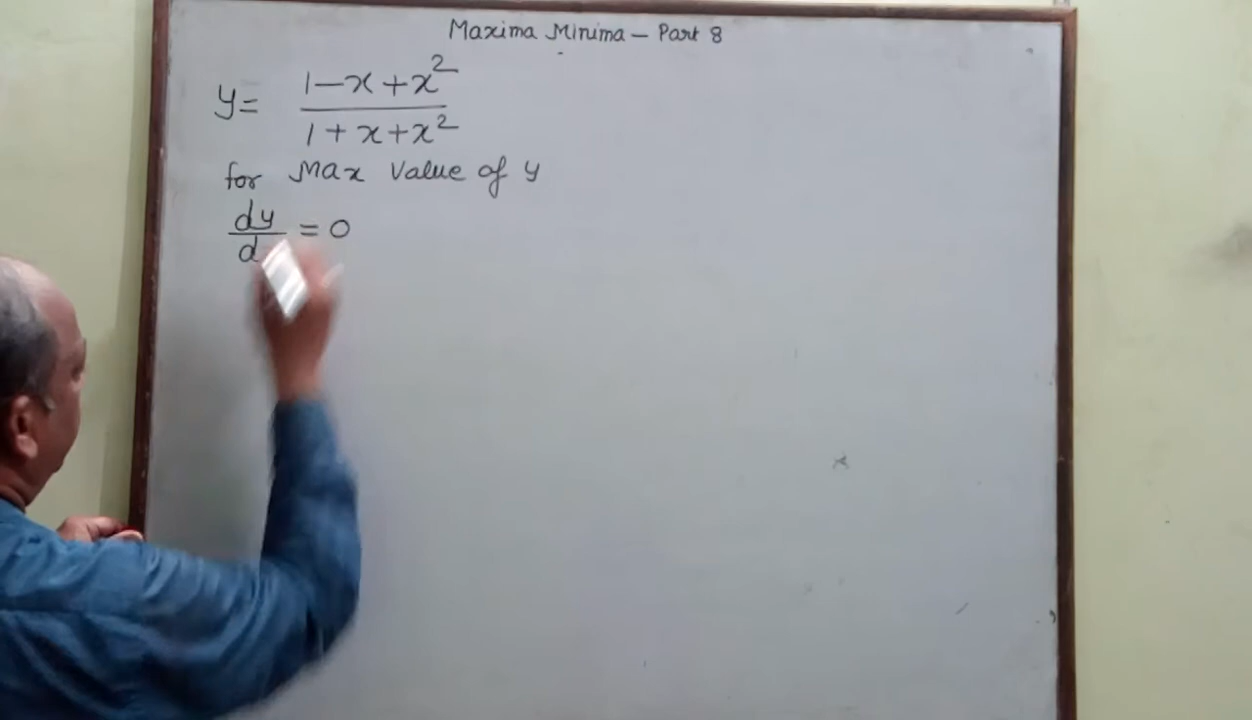 Maxima Minima - Part 8
y = (1-x+x²)/(1+x+x²)
for Max Value of y
dy/d = 0